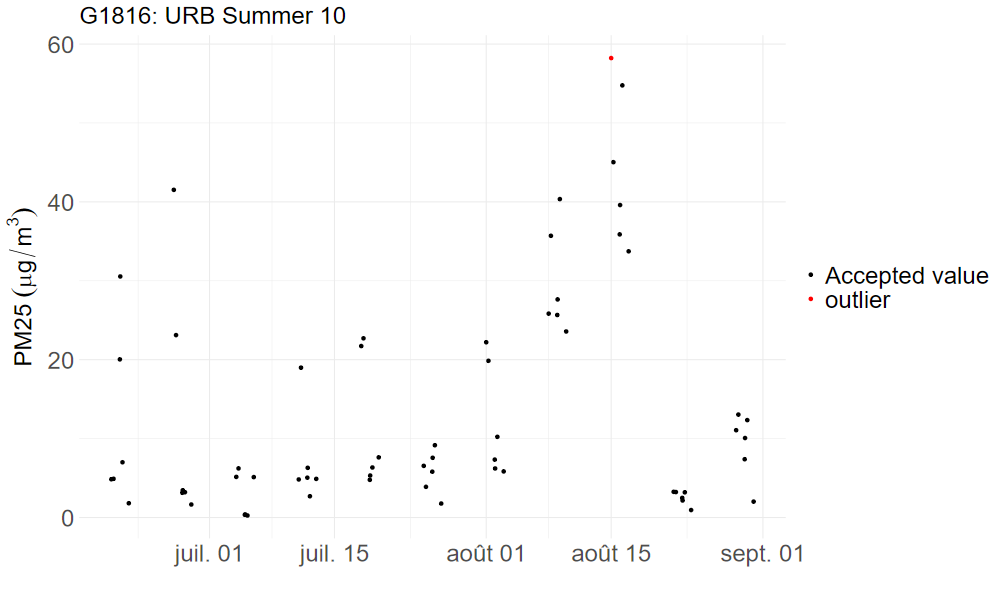 G1816: URB Summer 10
60
40
20
0
PM25 (μg/m³)
juil. 01
juil. 15
août 01
août 15
sept. 01
Accepted value
outlier